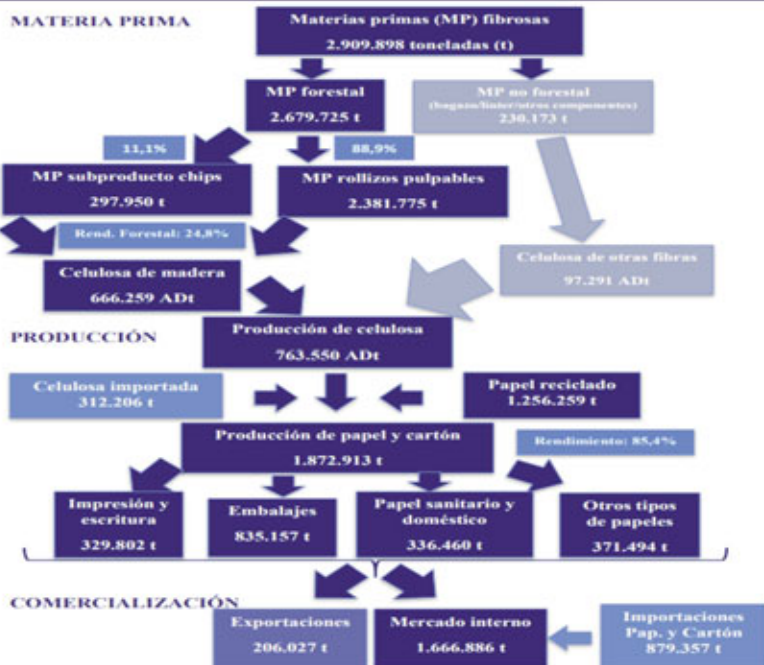 MATERIA PRIMA
Materias primas (MP) fibrosas
2.909.898 toneladas (t)
MP forestal
2.679.725 t
MP no forestal
(bagazo/linter/otros componentes)
230.173 t
11,1%
88,9%
MP subproducto chips
297.950 t
MP rollizos pulpables
2.381.775 t
Rend. Forestal: 24,8%
Celulosa de madera
666.259 ADt
Celulosa de otras fibras
97.291 ADt
PRODUCCIÓN
Producción de celulosa
763.550 ADt
Celulosa importada
312.206 t
Papel reciclado
1.256.259 t
Producción de papel y cartón
1.872.913 t
Rendimiento: 85,4%
Impresión y
escritura
329.802 t
Embalajes
835.157 t
Papel sanitario y
doméstico
336.460 t
Otros tipos
de papeles
371.494 t
COMERCIALIZACIÓN
Exportaciones
206.027 t
Mercado interno
1.666.886 t
Importaciones
Pap. y Cartón
879.357 t